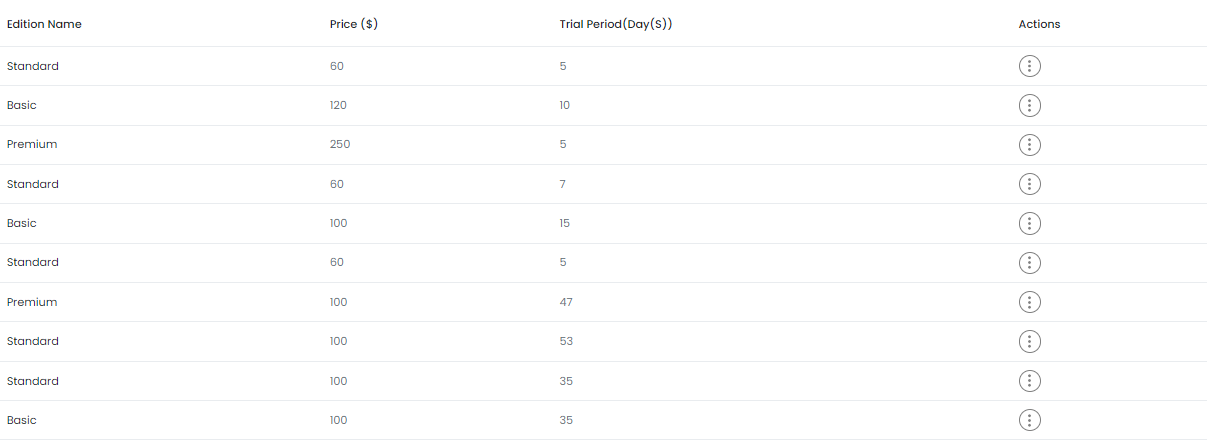 Edition Name Price ($) Trial Period(Day(S)) Actions
Standard 60 5
Basic 120 10
Premium 250 5
Standard 60 7
Basic 100 15
Standard 60 5
Premium 100 47
Standard 100 53
Standard 100 35
Basic 100 35